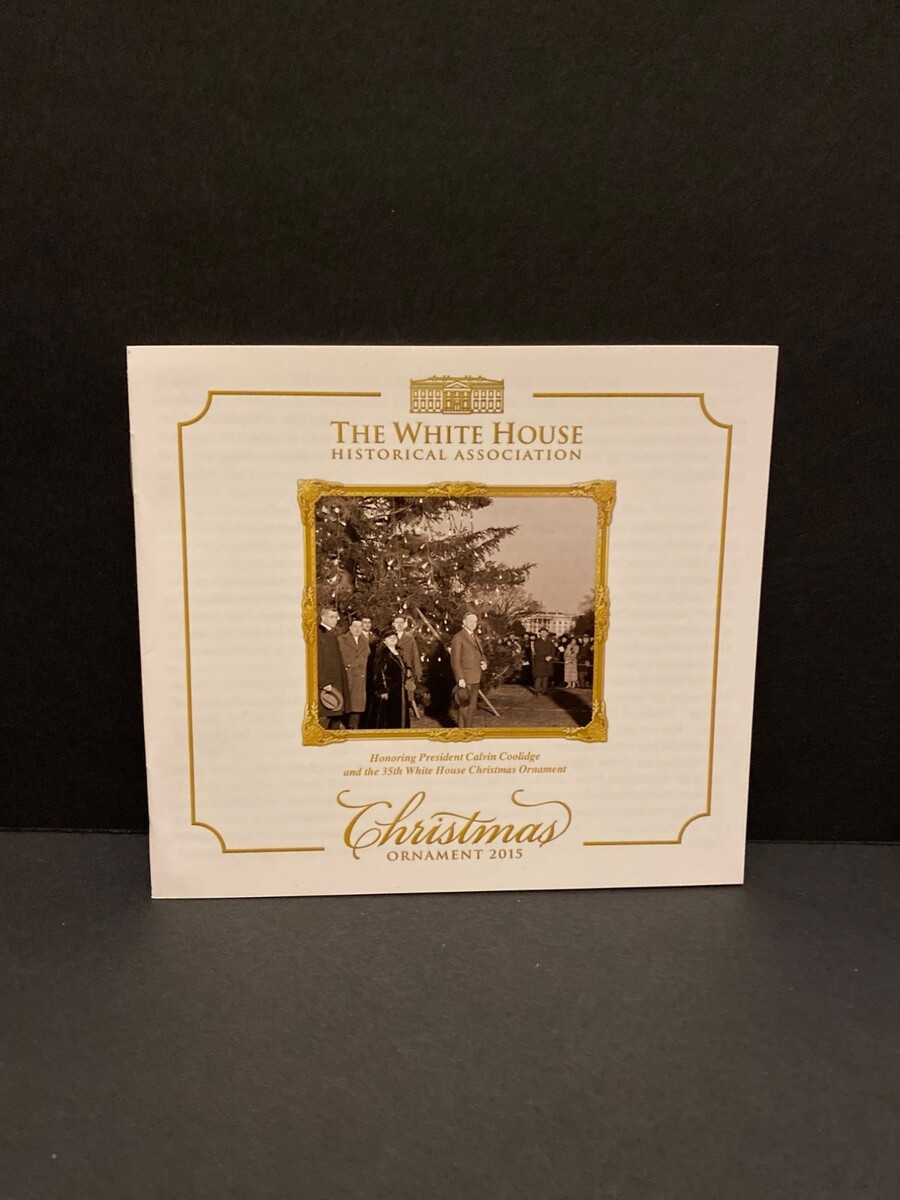 THE WHITE HOUSE
HISTORICAL ASSOCIATION
Honoring President Calvin Coolidge
and the 35th White House Christmas Ornament
Christmas
ORNAMENT 2015